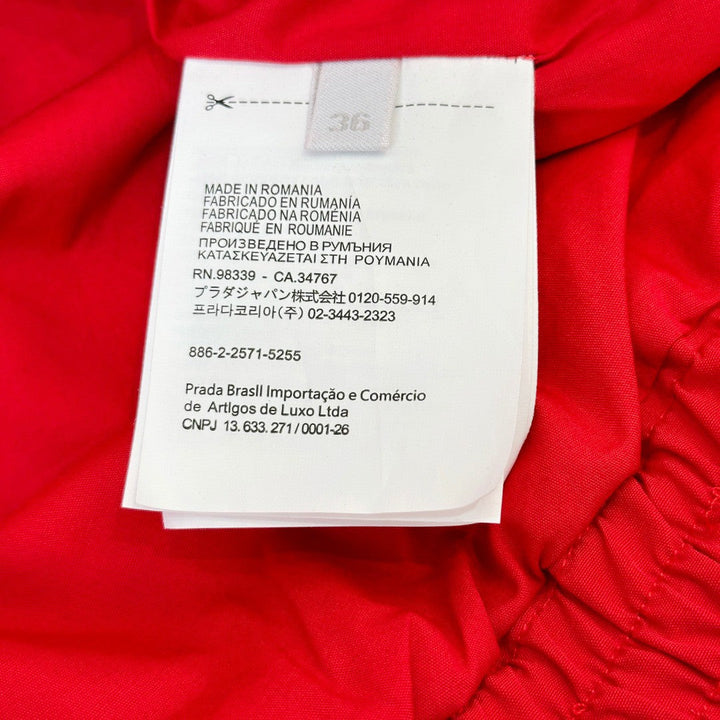 36
MADE IN ROMANIA
FABRICADO EN RUMANÍA
FABRICADO NA ROMÉNIA
FABRIQUÉ EN ROUMANIE
ПРОИЗВЕДЕНО В РУМЪНИЯ
ΚΑΤΑΣΚΕΥΑΖΕΤΑΙ ΣΤΗ ΡΟΥΜΑΝΙΑ
RN.98339 - CA.34767
プラダジャパン株式会社 0120-559-914
프라다코리아(주) 02-3443-2323
886-2-2571-5255
Prada BrasIl Importação e Comércio
de ArtIgos de Luxo Ltda
CNPJ 13.633.271/0001-26